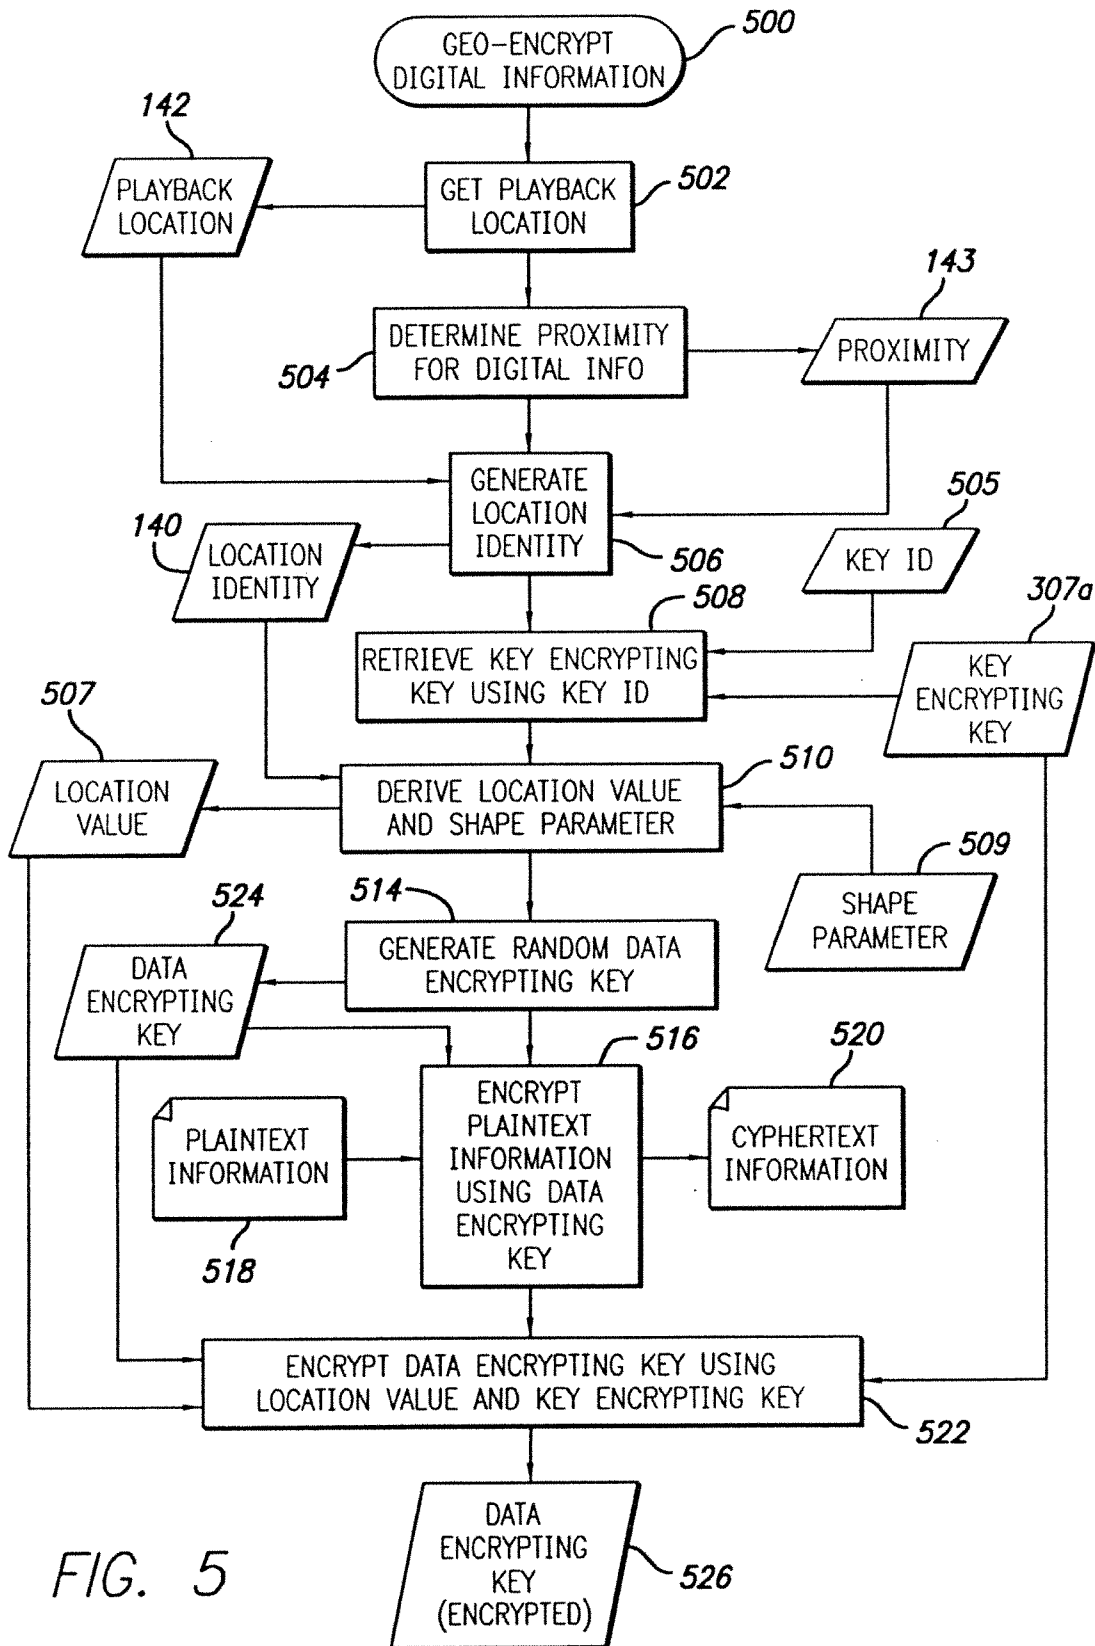 500
GEO-ENCRYPT
DIGITAL INFORMATION
142
PLAYBACK
LOCATION
GET PLAYBACK
LOCATION
502
143
DETERMINE PROXIMITY
FOR DIGITAL INFO
504
PROXIMITY
GENERATE
LOCATION
IDENTITY
506
505
KEY ID
140
LOCATION
IDENTITY
508
307a
RETRIEVE KEY ENCRYPTING
KEY USING KEY ID
KEY
ENCRYPTING
KEY
507
LOCATION
VALUE
510
DERIVE LOCATION VALUE
AND SHAPE PARAMETER
509
SHAPE
PARAMETER
514
524
GENERATE RANDOM DATA
ENCRYPTING KEY
DATA
ENCRYPTING
KEY
516
520
ENCRYPT
PLAINTEXT
INFORMATION
USING DATA
ENCRYPTING
KEY
PLAINTEXT
INFORMATION
518
CYPHERTEXT
INFORMATION
ENCRYPT DATA ENCRYPTING KEY USING
LOCATION VALUE AND KEY ENCRYPTING KEY
522
DATA
ENCRYPTING
KEY
(ENCRYPTED)
526
FIG. 5